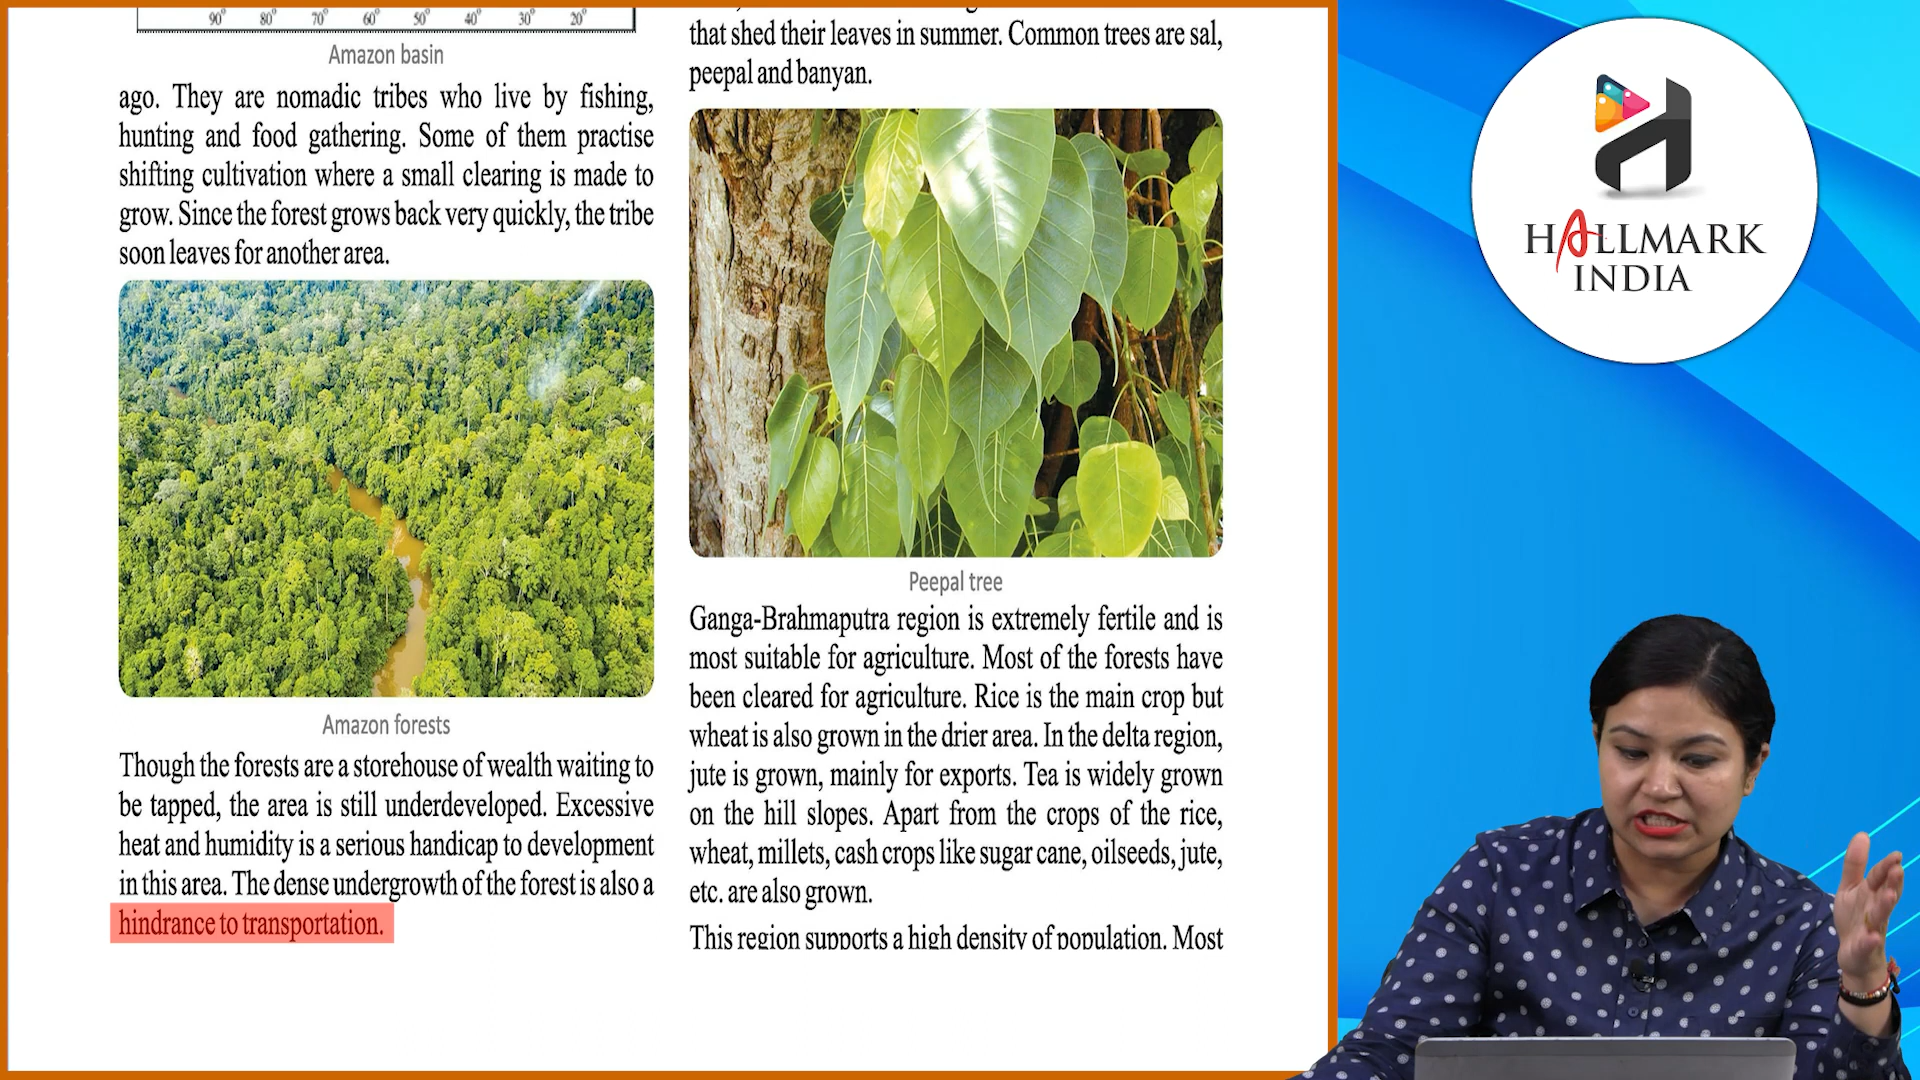 90° 80° 70° 60° 50° 40° 30° 20°
Amazon basin
ago. They are nomadic tribes who live by fishing,
hunting and food gathering. Some of them practise
shifting cultivation where a small clearing is made to
grow. Since the forest grows back very quickly, the tribe
soon leaves for another area.
Amazon forests
Though the forests are a storehouse of wealth waiting to
be tapped, the area is still underdeveloped. Excessive
heat and humidity is a serious handicap to development
in this area. The dense undergrowth of the forest is also a
hindrance to transportation.
that shed their leaves in summer. Common trees are sal,
peepal and banyan.
Peepal tree
Ganga-Brahmaputra region is extremely fertile and is
most suitable for agriculture. Most of the forests have
been cleared for agriculture. Rice is the main crop but
wheat is also grown in the drier area. In the delta region,
jute is grown, mainly for exports. Tea is widely grown
on the hill slopes. Apart from the crops of the rice,
wheat, millets, cash crops like sugar cane, oilseeds, jute,
etc. are also grown.
This region supports a high density of population. Most
HALLMARK
INDIA